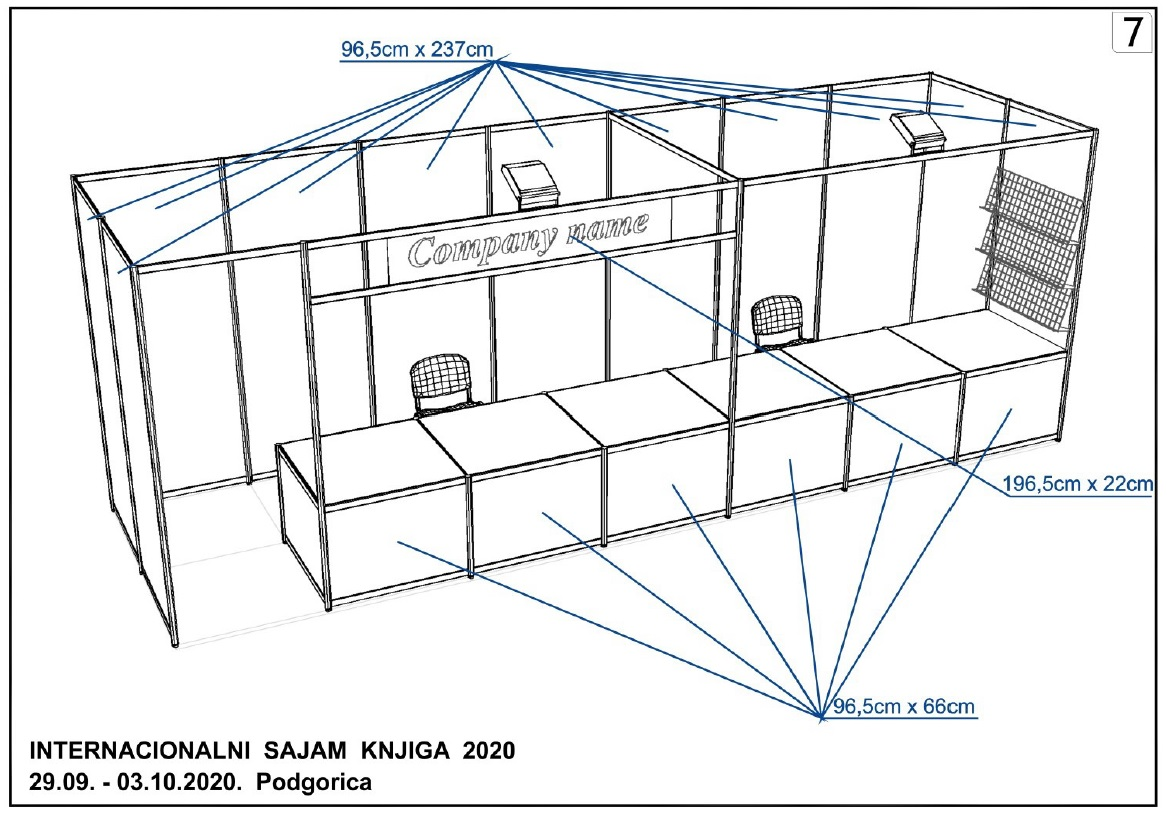 7
96,5cm x 237cm
Company name
196,5cm x 22cm
96,5cm x 66cm
INTERNACIONALNI SAJAM KNJIGA 2020
29.09. - 03.10.2020. Podgorica